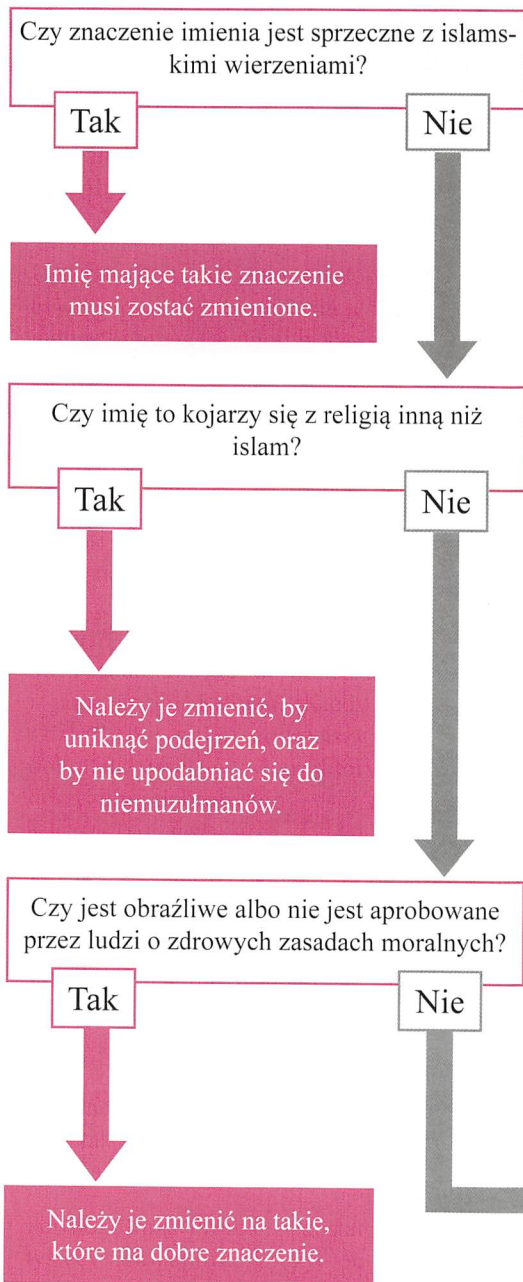 Czy znaczenie imienia jest sprzeczne z islams-
kimi wierzeniami?
Tak
Nie
Imię mające takie znaczenie
musi zostać zmienione.
Czy imię to kojarzy się z religią inną niż
islam?
Tak
Nie
Należy je zmienić, by
uniknąć podejrzeń, oraz
by nie upodabniać się do
niemuzułmanów.
Czy jest obraźliwe albo nie jest aprobowane
przez ludzi o zdrowych zasadach moralnych?
Tak
Nie
Należy je zmienić na takie,
które ma dobre znaczenie.